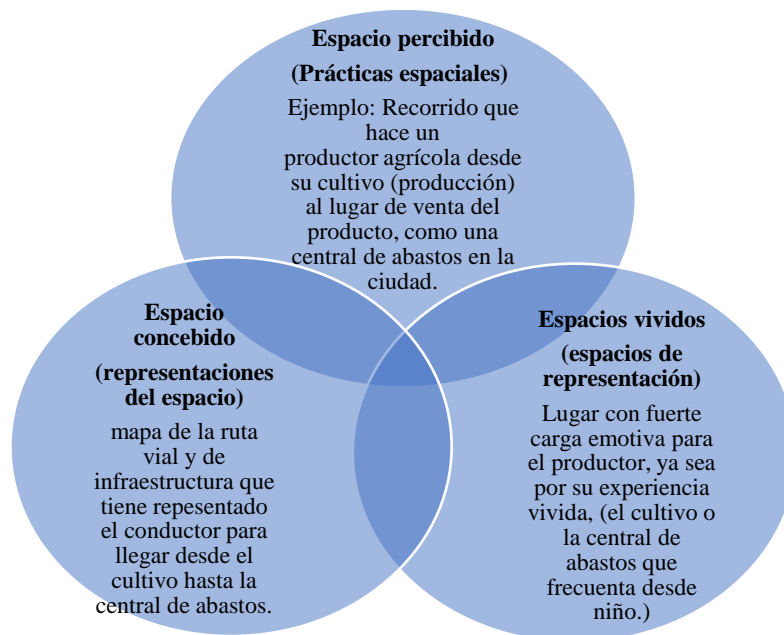 Espacio percibido
(Prácticas espaciales)
Ejemplo: Recorrido que
hace un
productor agrícola desde
su cultivo (producción)
al lugar de venta del
producto, como una
central de abastos en la
ciudad.
Espacio
concebido
(representaciones
del espacio)
mapa de la ruta
vial y de
infraestructura que
tiene repesentado
el conductor para
llegar desde el
cultivo hasta la
central de abastos.
Espacios vividos
(espacios de
representación)
Lugar con fuerte
carga emotiva para
el productor, ya sea
por su experiencia
vivida, (el cultivo o
la central de
abastos que
frecuenta desde
niño.)